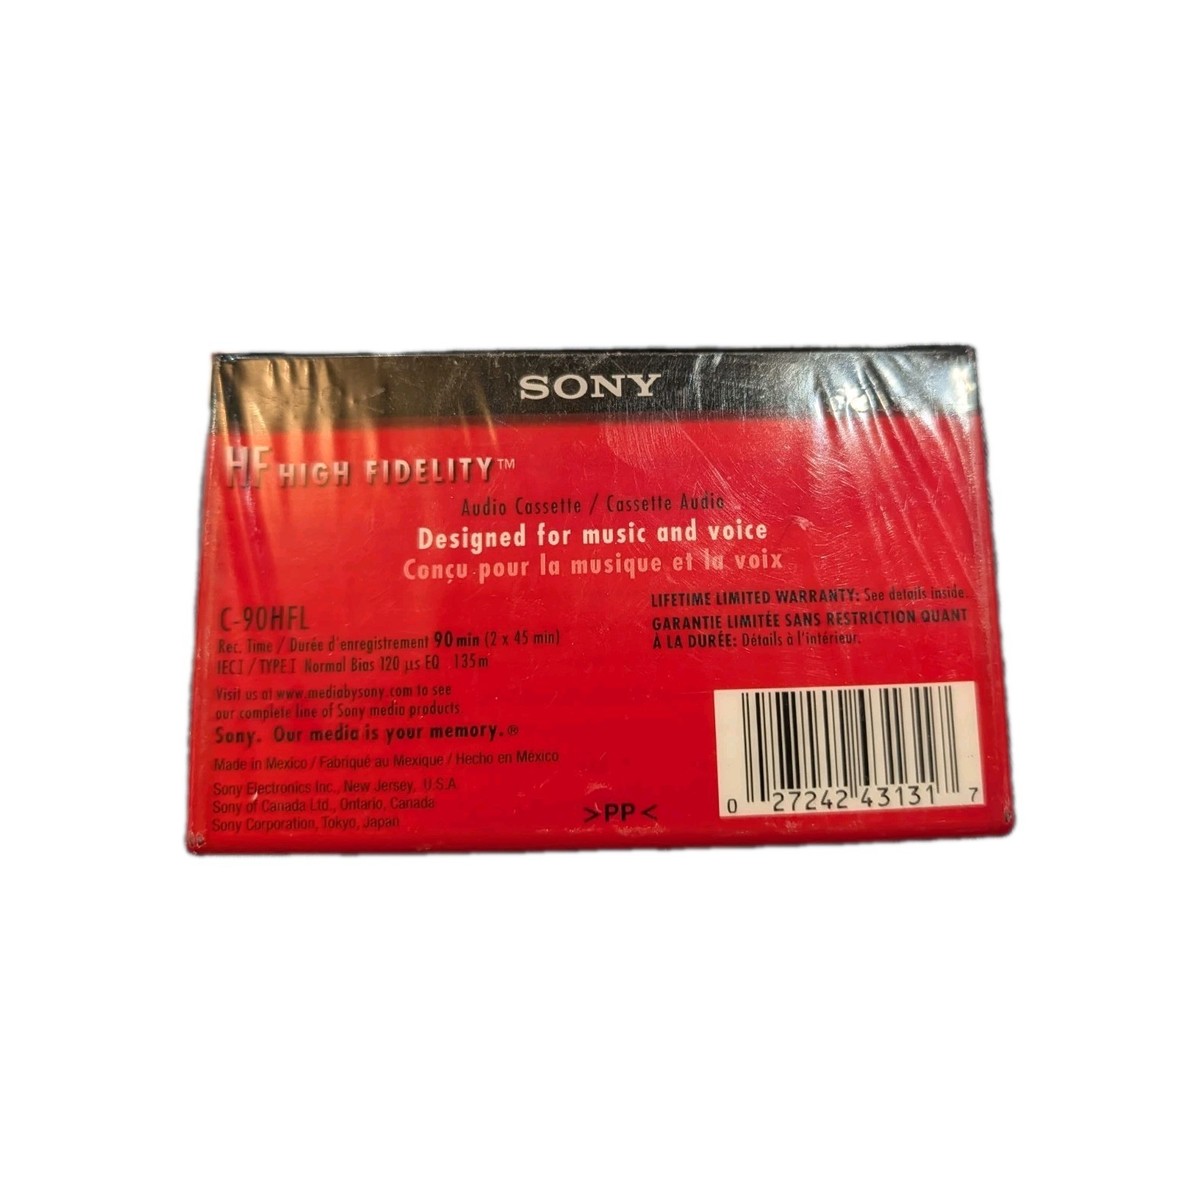 SONY
HF HIGH FIDELITY™
Audio Cassette / Cassette Audio
Designed for music and voice
Conçu pour la musique et la voix
C-90HFL
Rec. Time / Durée d'enregistrement 90 min (2 x 45 min)
IECI / TYPEI Normal Bias 120 µs EQ 135m
LIFETIME LIMITED WARRANTY: See details inside.
GARANTIE LIMITÉE SANS RESTRICTION QUANT
À LA DURÉE: Détails à l'intérieur.
Visit us at www.mediabysony.com to see
our complete line of Sony media products
Sony. Our media is your memory.®
Made in Mexico / Fabriqué au Mexique / Hecho en México
Sony Electronics Inc., New Jersey, U.S.A.
Sony of Canada Ltd., Ontario, Canada
Sony Corporation, Tokyo, Japan
>PP<
0 27242 43131 7